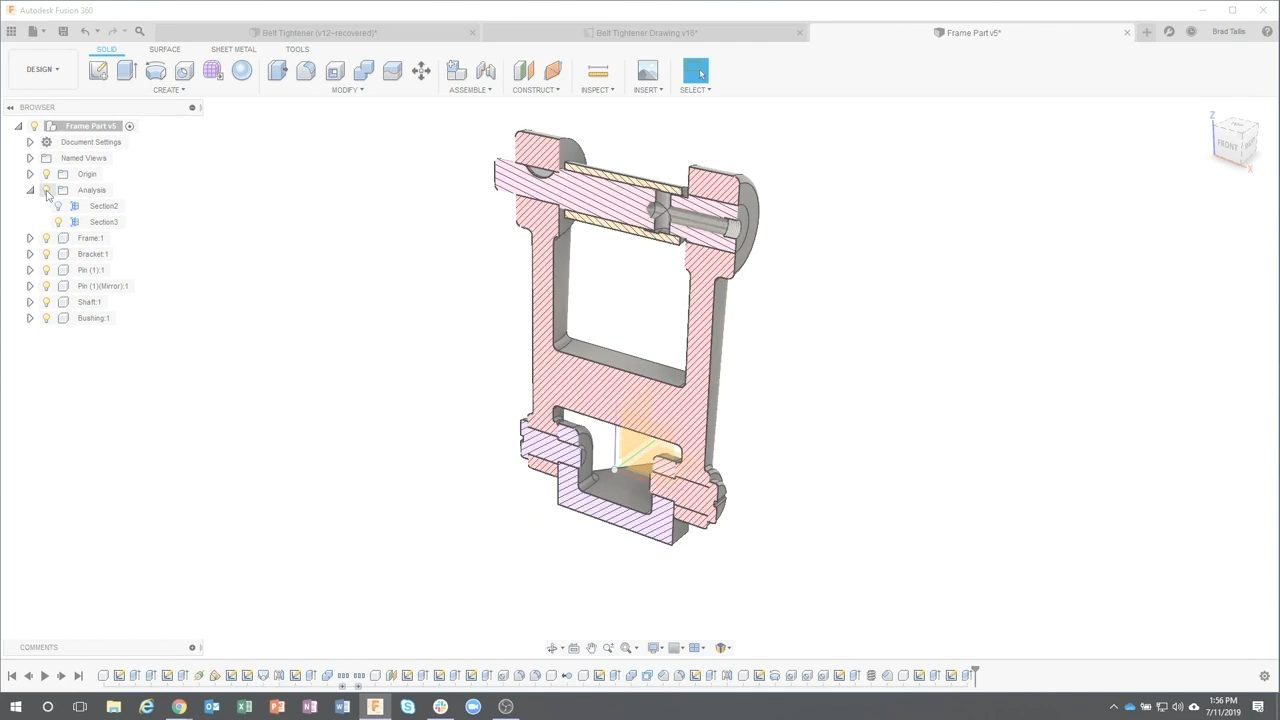 Autodesk Fusion 360
Belt Tightener (v12~recovered)*
Belt Tightener Drawing v16*
Frame Part v5*
Brad Tallis
DESIGN
SOLID
SURFACE
SHEET METAL
TOOLS
CREATE
MODIFY
ASSEMBLE
CONSTRUCT
INSPECT
INSERT
SELECT
BROWSER
Frame Part v5
Document Settings
Named Views
Origin
Analysis
Section2
Section3
Frame:1
Bracket:1
Pin (1):1
Pin (1)(Mirror):1
Shaft:1
Bushing:1
Z
FRONT
X
COMMENTS
1:56 PM
7/11/2019